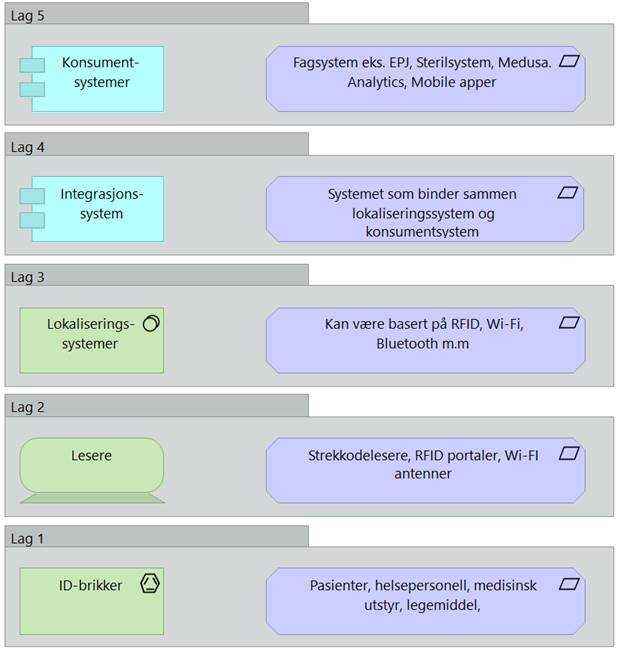 Lag 5
Konsument-
systemer
Fagsystem eks. EPJ, Sterilsystem, Medusa.
Analytics, Mobile apper
Lag 4
Integrasjons-
system
Systemet som binder sammen
lokaliseringssystem og
konsumentsystem
Lag 3
Lokaliserings-
systemer
Kan være basert på RFID, Wi-Fi,
Bluetooth m.m
Lag 2
Lesere
Strekkodelesere, RFID portaler, Wi-FI
antenner
Lag 1
ID-brikker
Pasienter, helsepersonell, medisinsk
utstyr, legemiddel,